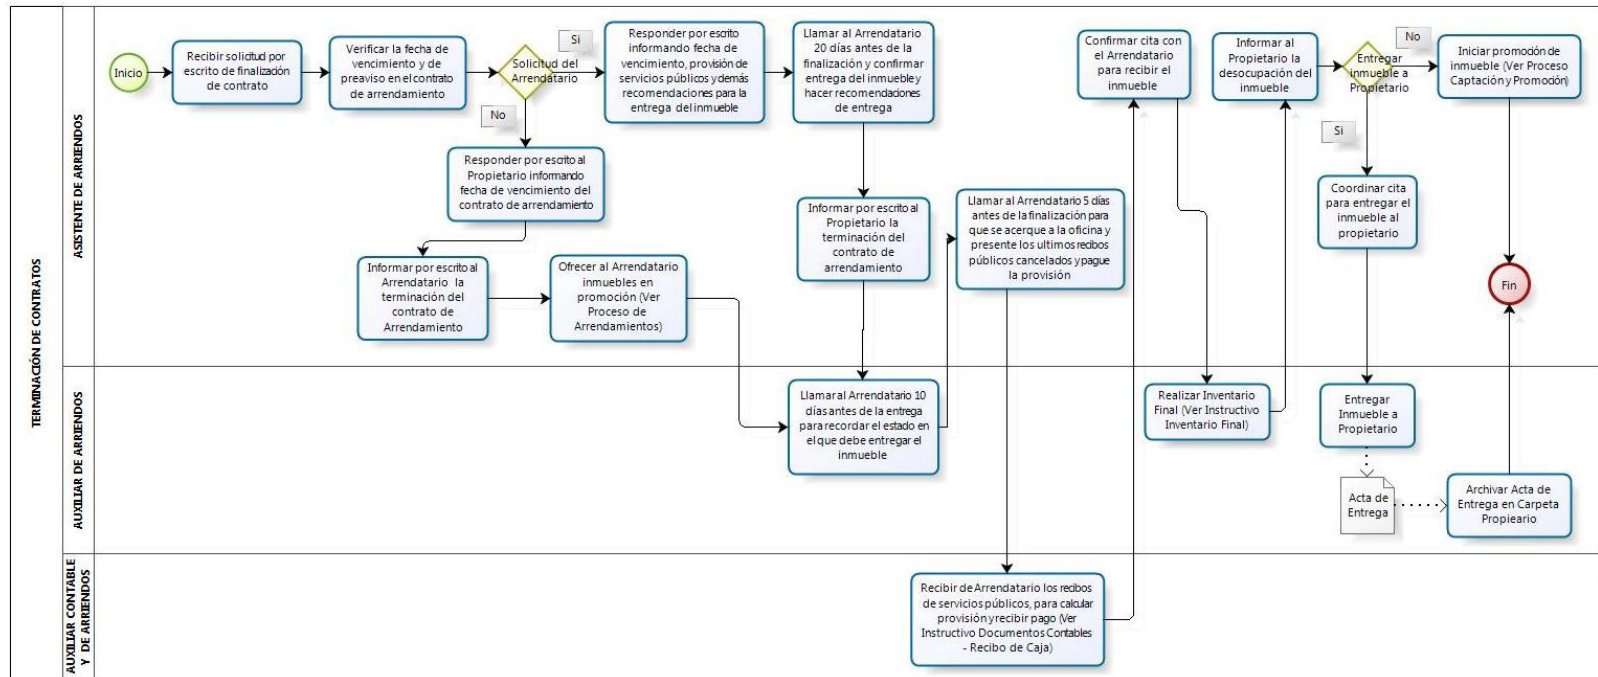 TERMINACIÓN DE CONTRATOS
ASISTENTE DE ARRIENDOS
Inicio
Recibir solicitud por
escrito de finalización
de contrato
Verificar la fecha de
vencimiento y de
preaviso en el contrato
de arrendamiento
Solicitud del
Arrendatario
Si
No
Responder por escrito
informando fecha de
vencimiento, provisión de
servicios públicos y demás
recomendaciones para la
entrega del inmueble
Llamar al Arrendatario
20 días antes de la
finalización y confirmar
entrega del inmueble y
hacer recomendaciones
de entrega
Responder por escrito al
Propietario informando
fecha de vencimiento del
contrato de arrendamiento
Informar por escrito al
Arrendatario la
terminación del
contrato de Arrendamiento
Ofrecer al Arrendatario
inmuebles en
promoción (Ver
Proceso de
Arrendamientos)
Informar por escrito al
Propietario la
terminación del
contrato de
arrendamiento
Llamar al Arrendatario 5 días
antes de la finalización para
que se acerque a la oficina y
presente los ultimos recibos
públicos cancelados y pague
la provisión
Confirmar cita con
el Arrendatario
para recibir el
inmueble
Informar al
Propietario la
desocupación del
inmueble
Entregar
inmueble a
Propietario
No
Si
Iniciar promoción de
inmueble (Ver Proceso
Captación y Promoción)
Coordinar cita
para entregar el
inmueble al
propietario
Fin
AUXILIAR DE ARRIENDOS
Llamar al Arrendatario 10
días antes de la entrega
para recordar el estado en
el que debe entregar el
inmueble
Realizar Inventario
Final (Ver Instructivo
Inventario Final)
Entregar
Inmueble a
Propietario
Acta de
Entrega
Archivar Acta de
Entrega en Carpeta
Propieario
AUXILIAR CONTABLE
Y DE ARRIENDOS
Recibir de Arrendatario los recibos
de servicios públicos, para calcular
provisión y recibir pago (Ver
Instructivo Documentos Contables
- Recibo de Caja)